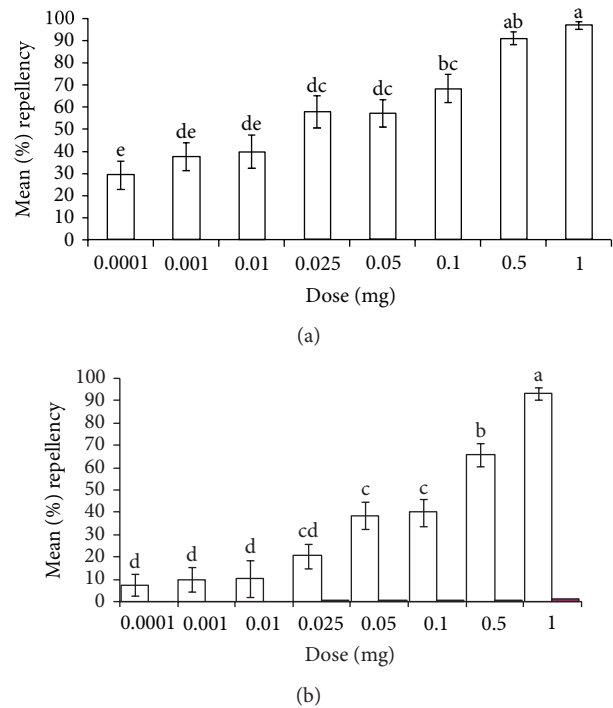 100
a
90
ab
80
bc
70
dc
dc
60
50
de
de
40
e
30
20
10
0
Mean (%) repellency
0.0001 0.001 0.01 0.025 0.05 0.1 0.5 1
Dose (mg)
(a)
100
a
90
80
b
70
60
50
c
c
40
30
cd
20
d
d
d
10
0
Mean (%) repellency
0.0001 0.001 0.01 0.025 0.05 0.1 0.5 1
Dose (mg)
(b)